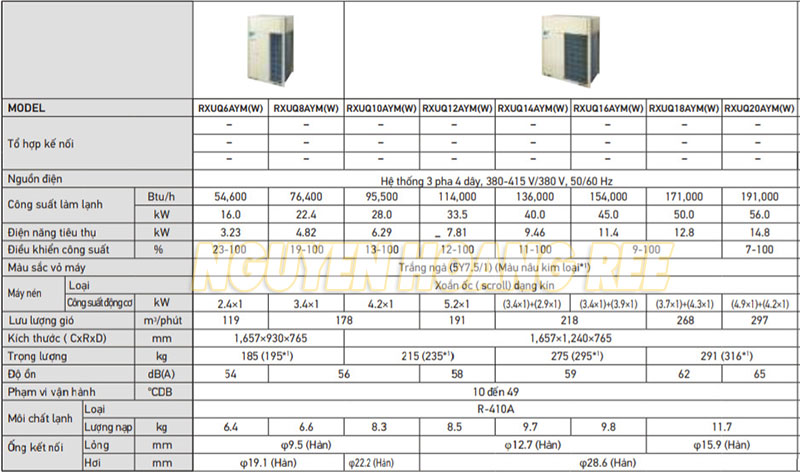 MODEL RXUQ6AYM(W) RXUQ8AYM(W) RXUQ10AYM(W) RXUQ12AYM(W) RXUQ14AYM(W) RXUQ16AYM(W) RXUQ18AYM(W) RXUQ20AYM(W)
– – – – – – – –
Tổ hợp kế nối – – – – – – – –
– – – – – – – –
Nguồn điện Hệ thống 3 pha 4 dây, 380-415 V/380 V, 50/60 Hz
Công suất làm lạnh Btu/h 54,600 76,400 95,500 114,000 136,000 154,000 171,000 191,000
kW 16.0 22.4 28.0 33.5 40.0 45.0 50.0 56.0
Điện năng tiêu thụ kW 3.23 4.82 6.29 7.81 9.46 11.4 12.8 14.8
Điều khiển công suất % 23-100 19-100 13-100 12-100 11-100 9-100 7-100
NGUYEN HOANG REE
Màu sắc vỏ máy Trắng ngà (5Y7.5/1) (Màu nâu kim loại*¹)
Máy nén Loại Xoắn ốc ( scroll) dạng kín
Công suất động cơ kW 2.4×1 3.4×1 4.2×1 5.2×1 (3.4×1)+(2.9×1) (3.4×1)+(3.9×1) (3.7×1)+(4.3×1) (4.9×1)+(4.2×1)
Lưu lượng gió m³/phút 119 178 191 218 268 297
Kích thước ( CxRxD) mm 1,657×930×765 1,657×1,240×765
Trọng lượng kg 185 (195*¹) 215 (235*¹) 275 (295*¹) 291 (316*¹)
Độ ồn dB(A) 54 56 58 59 62 65
Phạm vi vận hành °CDB 10 đến 49
Môi chất lạnh Loại R-410A
Lượng nạp kg 6.4 6.6 8.3 8.5 9.7 9.8 11.7
Ống kết nối Lỏng mm φ9.5 (Hàn) φ12.7 (Hàn) φ15.9 (Hàn)
Hơi mm φ19.1 (Hàn) φ22.2 (Hàn) φ28.6 (Hàn)